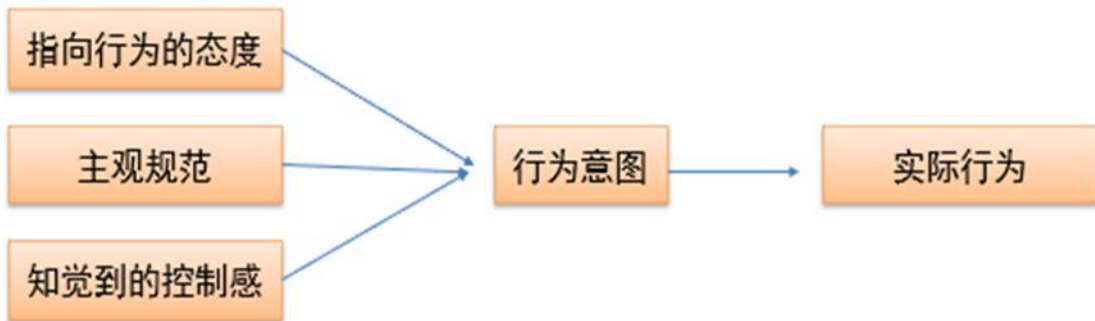 指向行为的态度
主观规范
知觉到的控制感
行为意图
实际行为